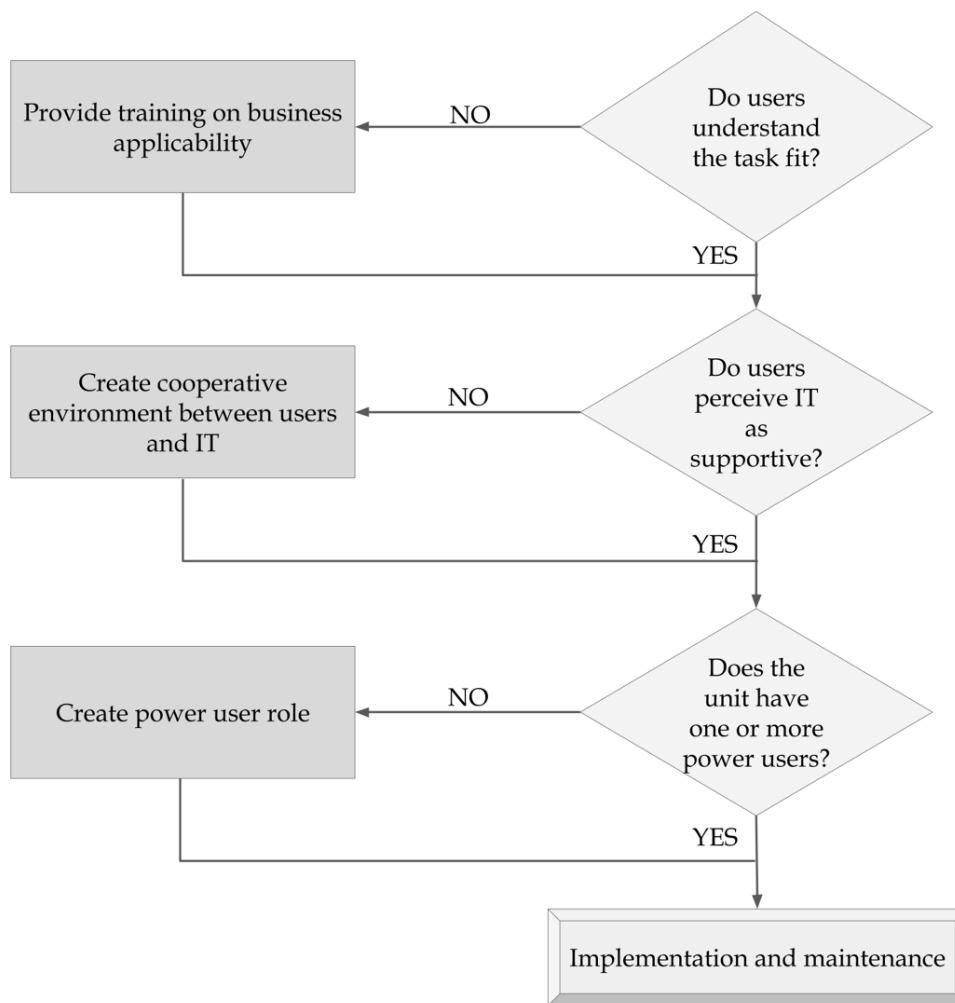 Do users
understand
the task fit?
NO
Provide training on business
applicability
YES
Do users
perceive IT
as
supportive?
NO
Create cooperative
environment between users
and IT
YES
Does the
unit have
one or more
power users?
NO
Create power user role
YES
Implementation and maintenance